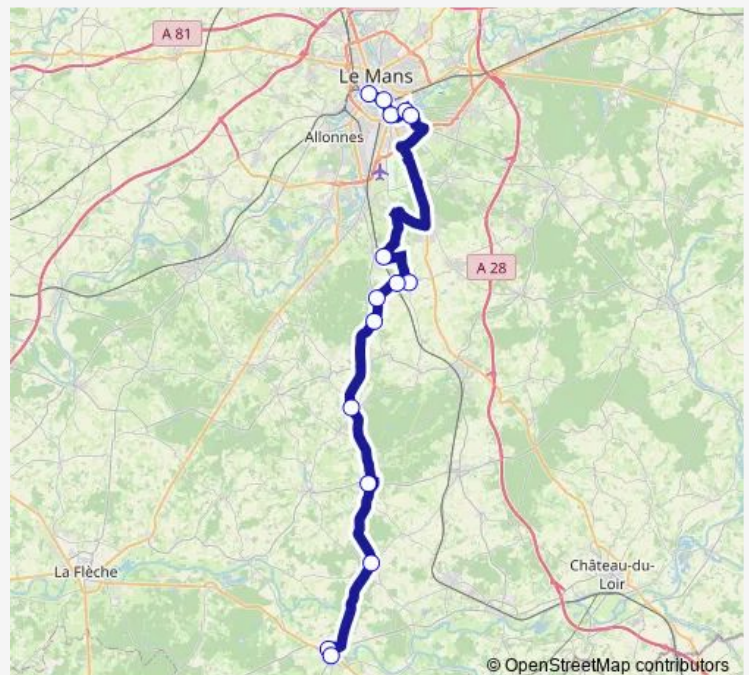 A 81
Le Mans
Allonnes
A 28
La Flèche
Château-du-
Loir
© OpenStreetMap contributors